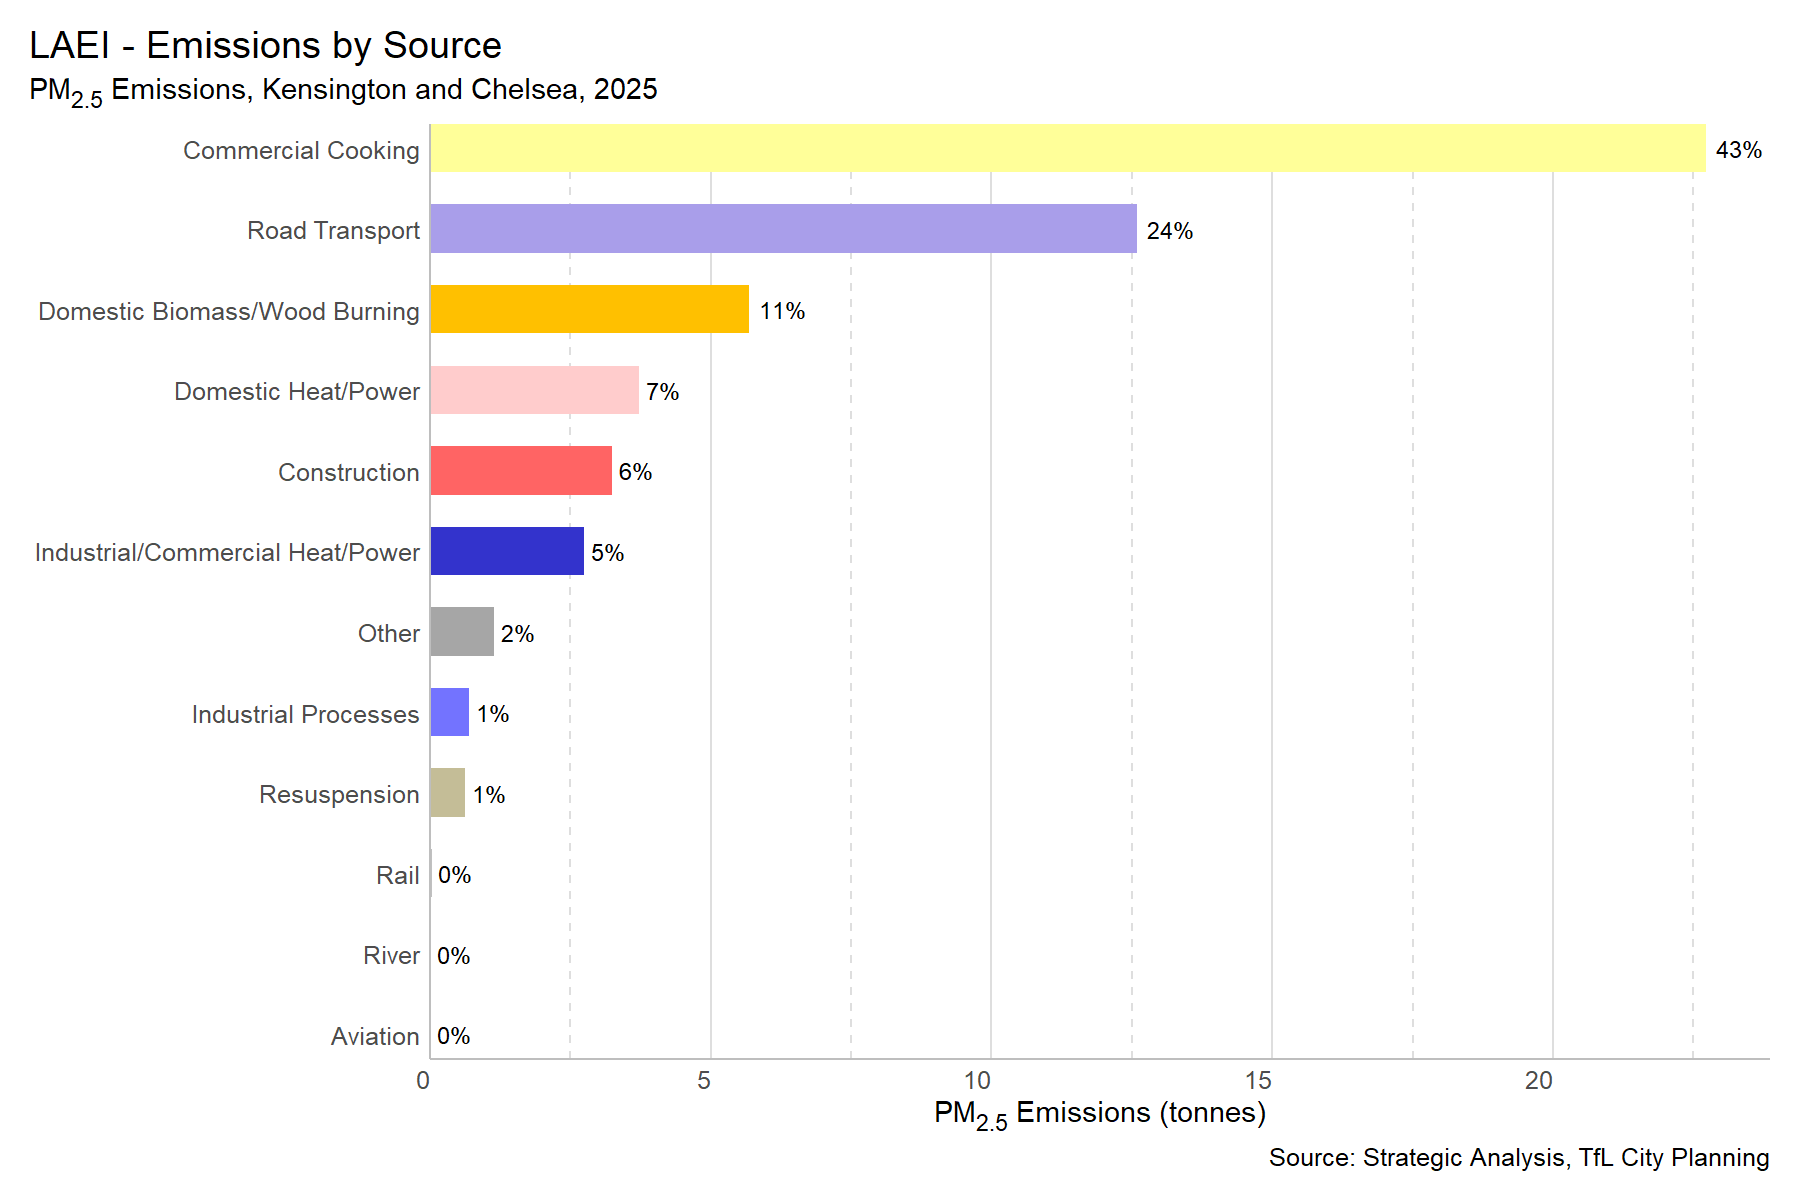 LAEI - Emissions by Source
PM2.5 Emissions, Kensington and Chelsea, 2025
Commercial Cooking 43%
Road Transport 24%
Domestic Biomass/Wood Burning 11%
Domestic Heat/Power 7%
Construction 6%
Industrial/Commercial Heat/Power 5%
Other 2%
Industrial Processes 1%
Resuspension 1%
Rail 0%
River 0%
Aviation 0%
0 5 10 15 20
PM2.5 Emissions (tonnes)
Source: Strategic Analysis, TfL City Planning